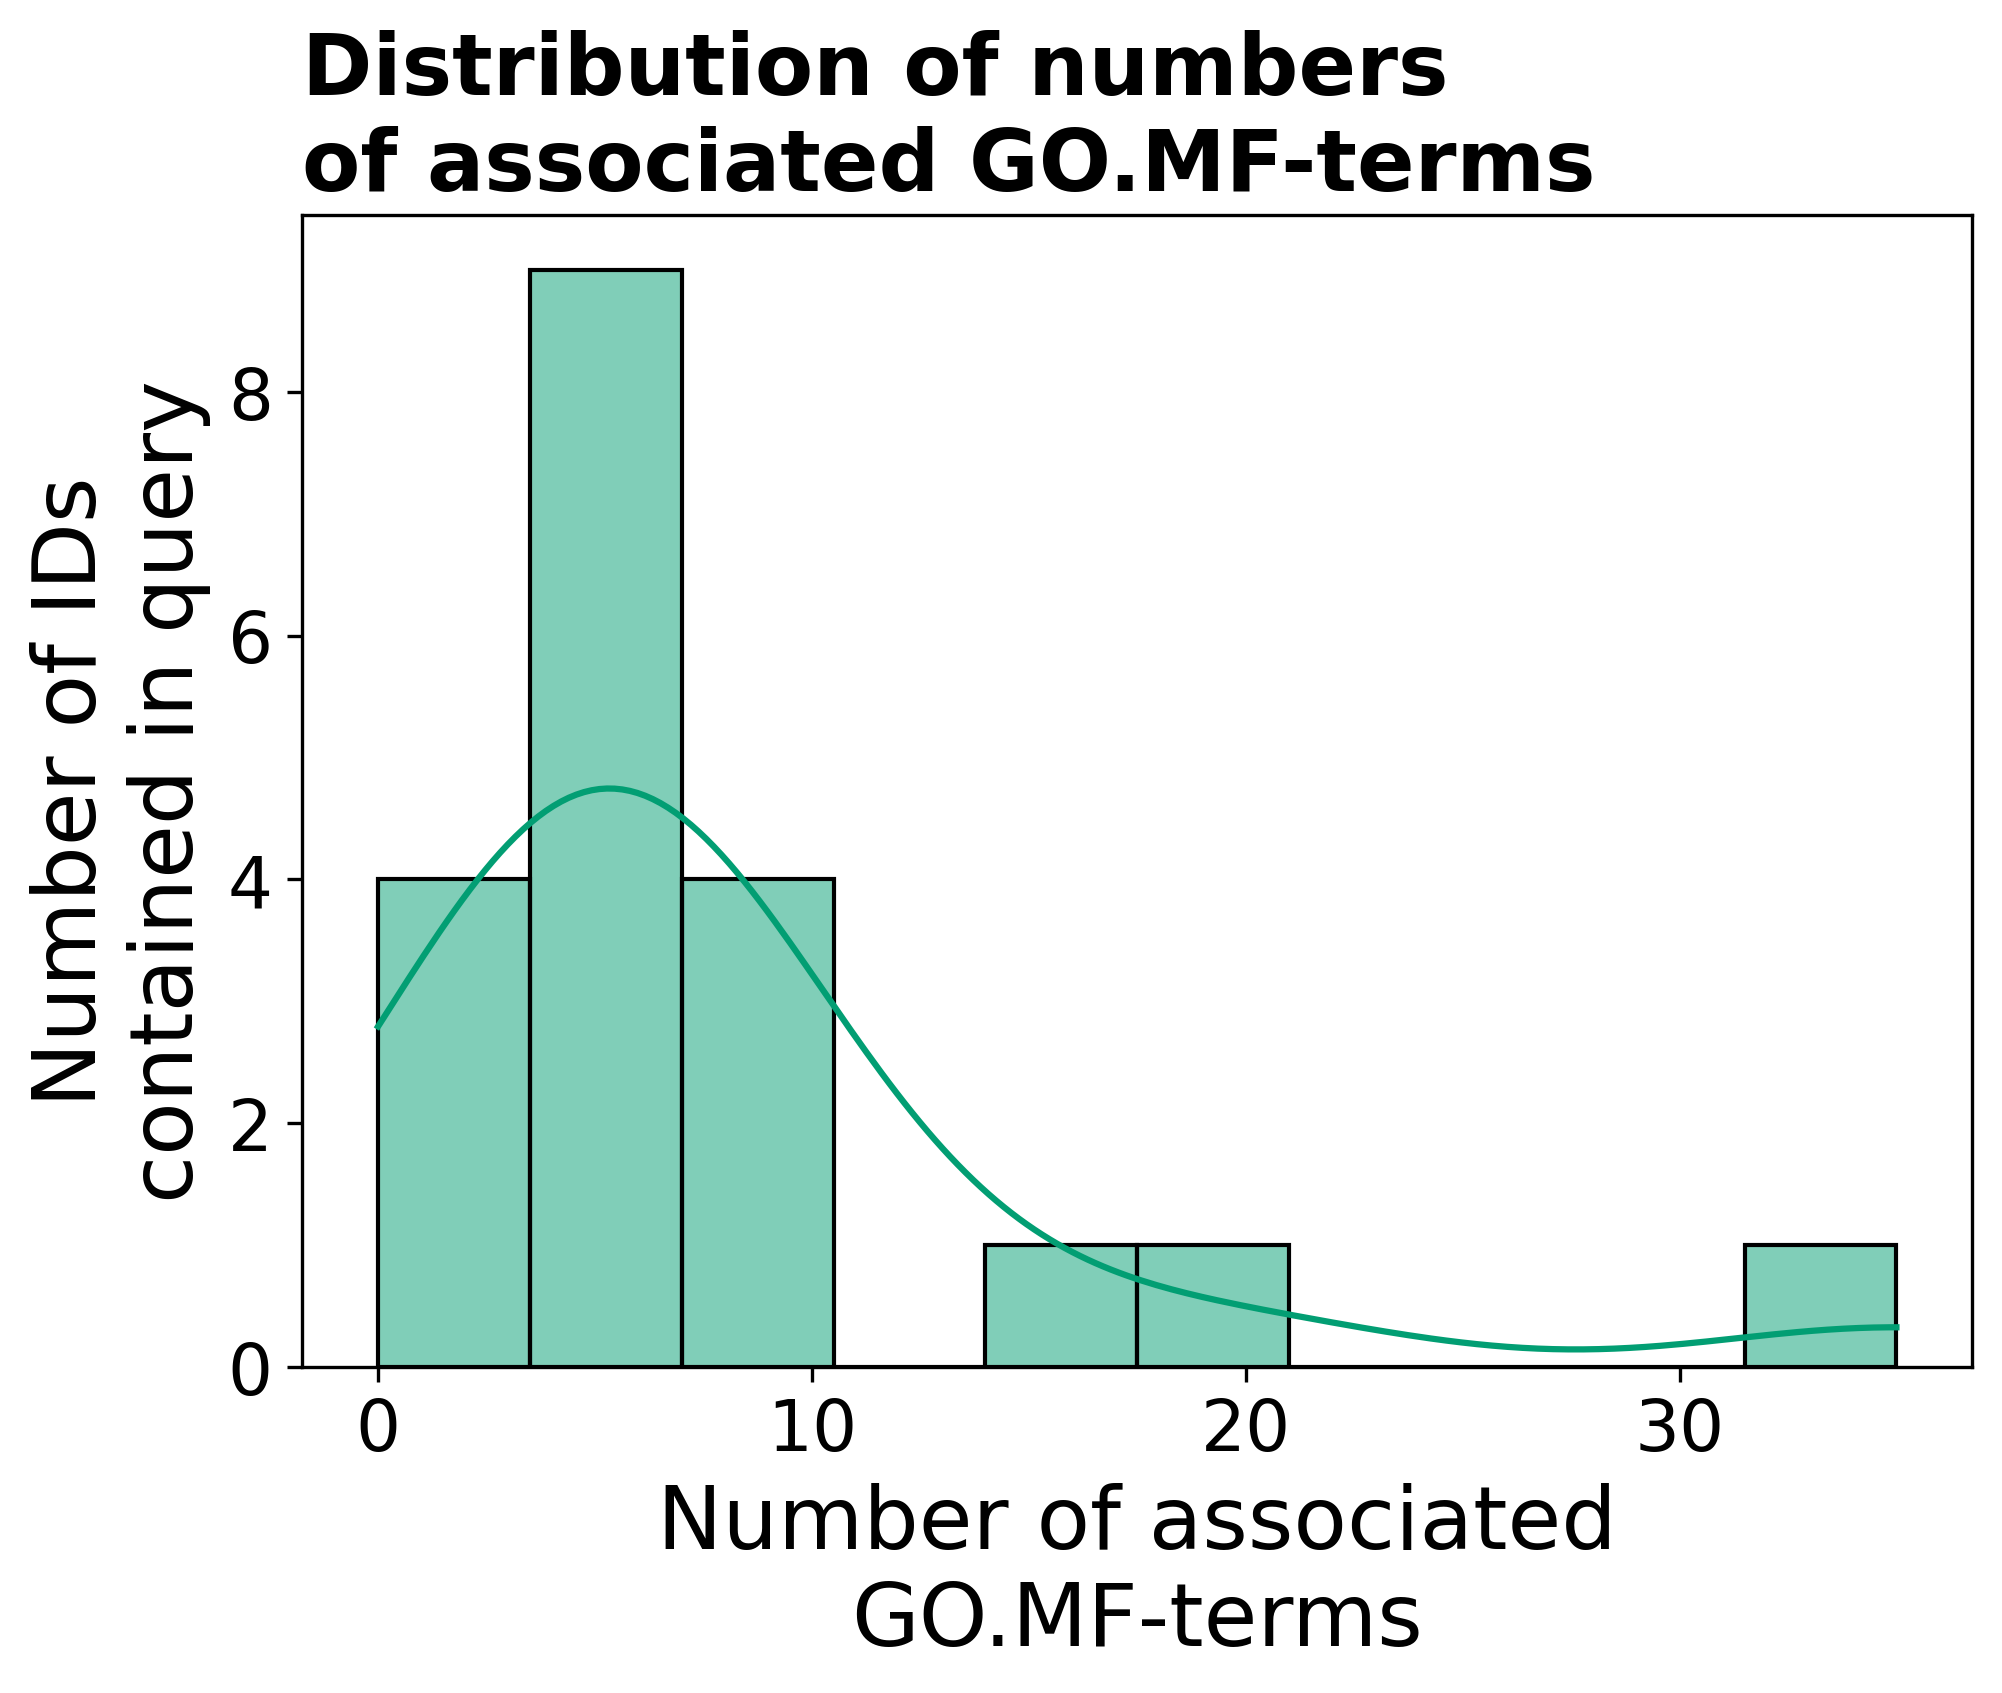 Distribution of numbers
of associated GO.MF-terms
Number of IDs
contained in query
8
6
4
2
0
0 10 20 30
Number of associated
GO.MF-terms